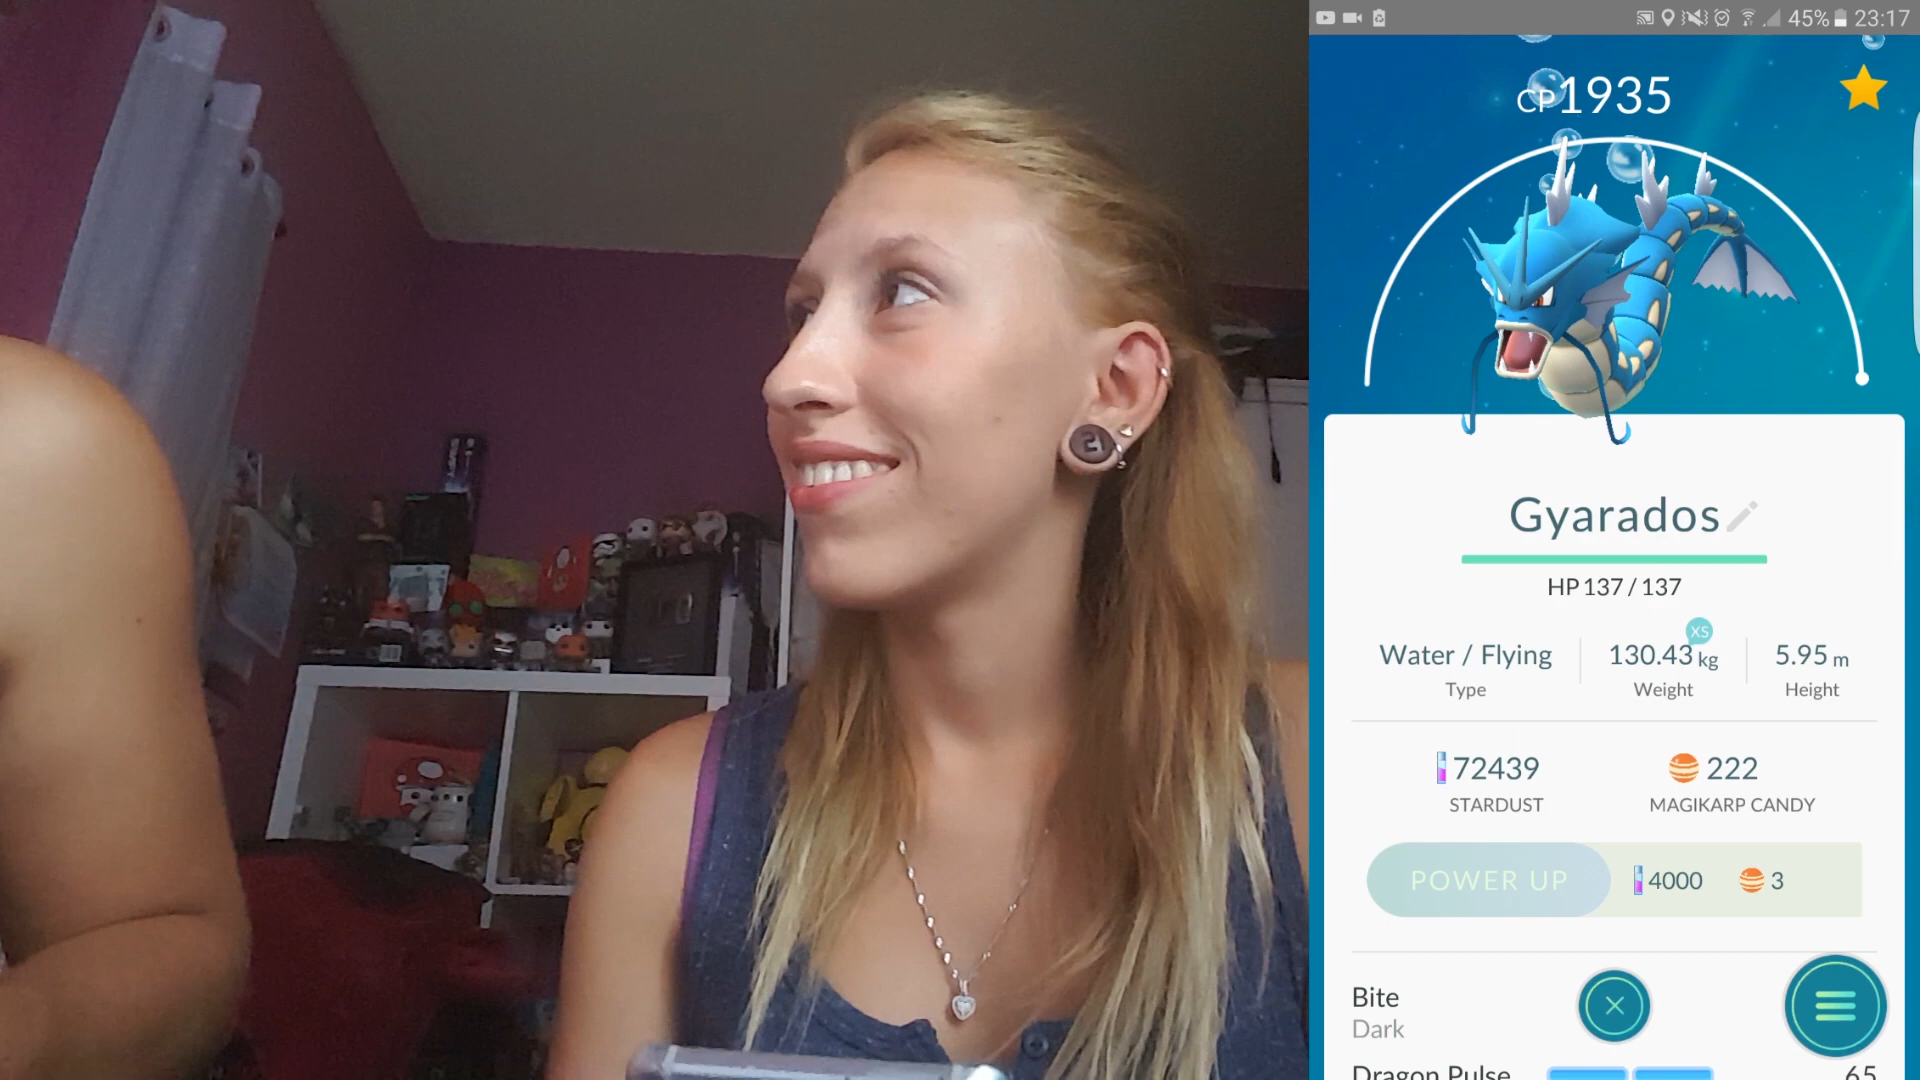 45% 23:17
CP1935
Gyarados
HP 137 / 137
XS
Water / Flying 130.43 kg 5.95 m
Type Weight Height
72439 222
STARDUST MAGIKARP CANDY
POWER UP 4000 3
Bite
Dark
Dragon Pulse 65
21